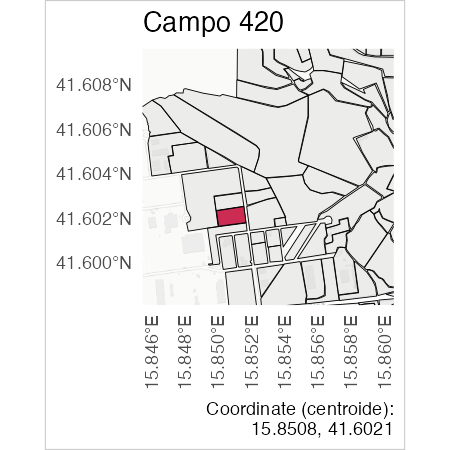 Campo 420
41.608°N
41.606°N
41.604°N
41.602°N
41.600°N
15.846°E
15.848°E
15.850°E
15.852°E
15.854°E
15.856°E
15.858°E
15.860°E
Coordinate (centroide):
15.8508, 41.6021